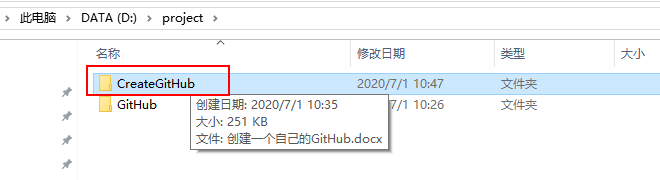 此电脑 > DATA (D:) > project >
名称 修改日期 类型 大小
CreateGitHub 2020/7/1 10:47 文件夹
GitHub 2020/7/1 10:26 文件夹
创建日期: 2020/7/1 10:35
大小: 251 KB
文件: 创建一个自己的GitHub.docx